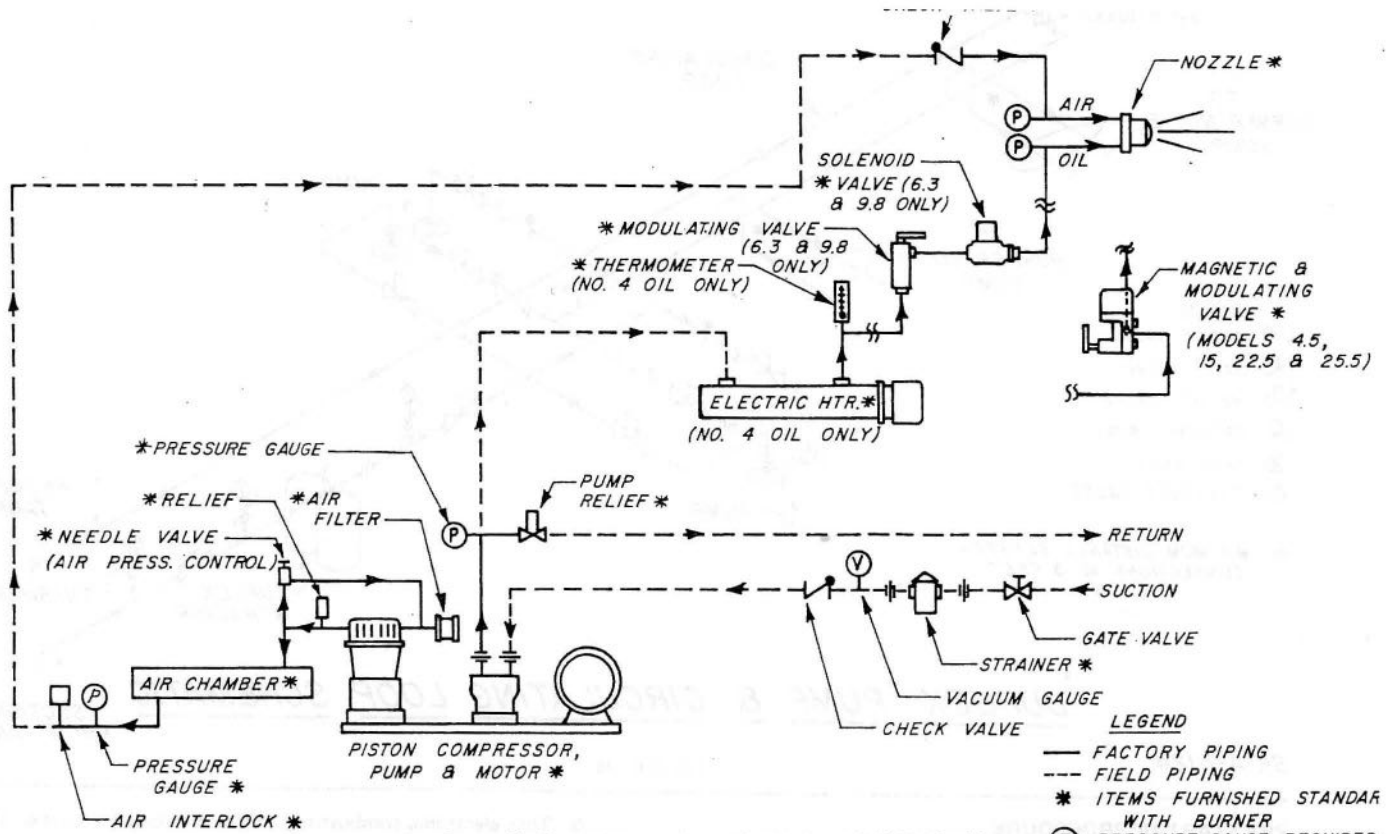 NOZZLE *
AIR
P
P
OIL
SOLENOID
* VALVE (6.3
& 9.8 ONLY)
* MODULATING VALVE
(6.3 & 9.8
ONLY)
* THERMOMETER
(NO. 4 OIL ONLY)
MAGNETIC &
MODULATING
VALVE *
(MODELS 4.5,
15, 22.5 & 25.5)
ELECTRIC HTR.*
(NO. 4 OIL ONLY)
* PRESSURE GAUGE
PUMP
RELIEF *
* RELIEF
* AIR
FILTER
P
RETURN
* NEEDLE VALVE
(AIR PRESS. CONTROL)
V
SUCTION
GATE VALVE
STRAINER *
AIR CHAMBER *
VACUUM GAUGE
P
CHECK VALVE
PISTON COMPRESSOR,
PUMP & MOTOR *
PRESSURE
GAUGE *
AIR INTERLOCK *
LEGEND
FACTORY PIPING
FIELD PIPING
* ITEMS FURNISHED STANDAR
WITH BURNER